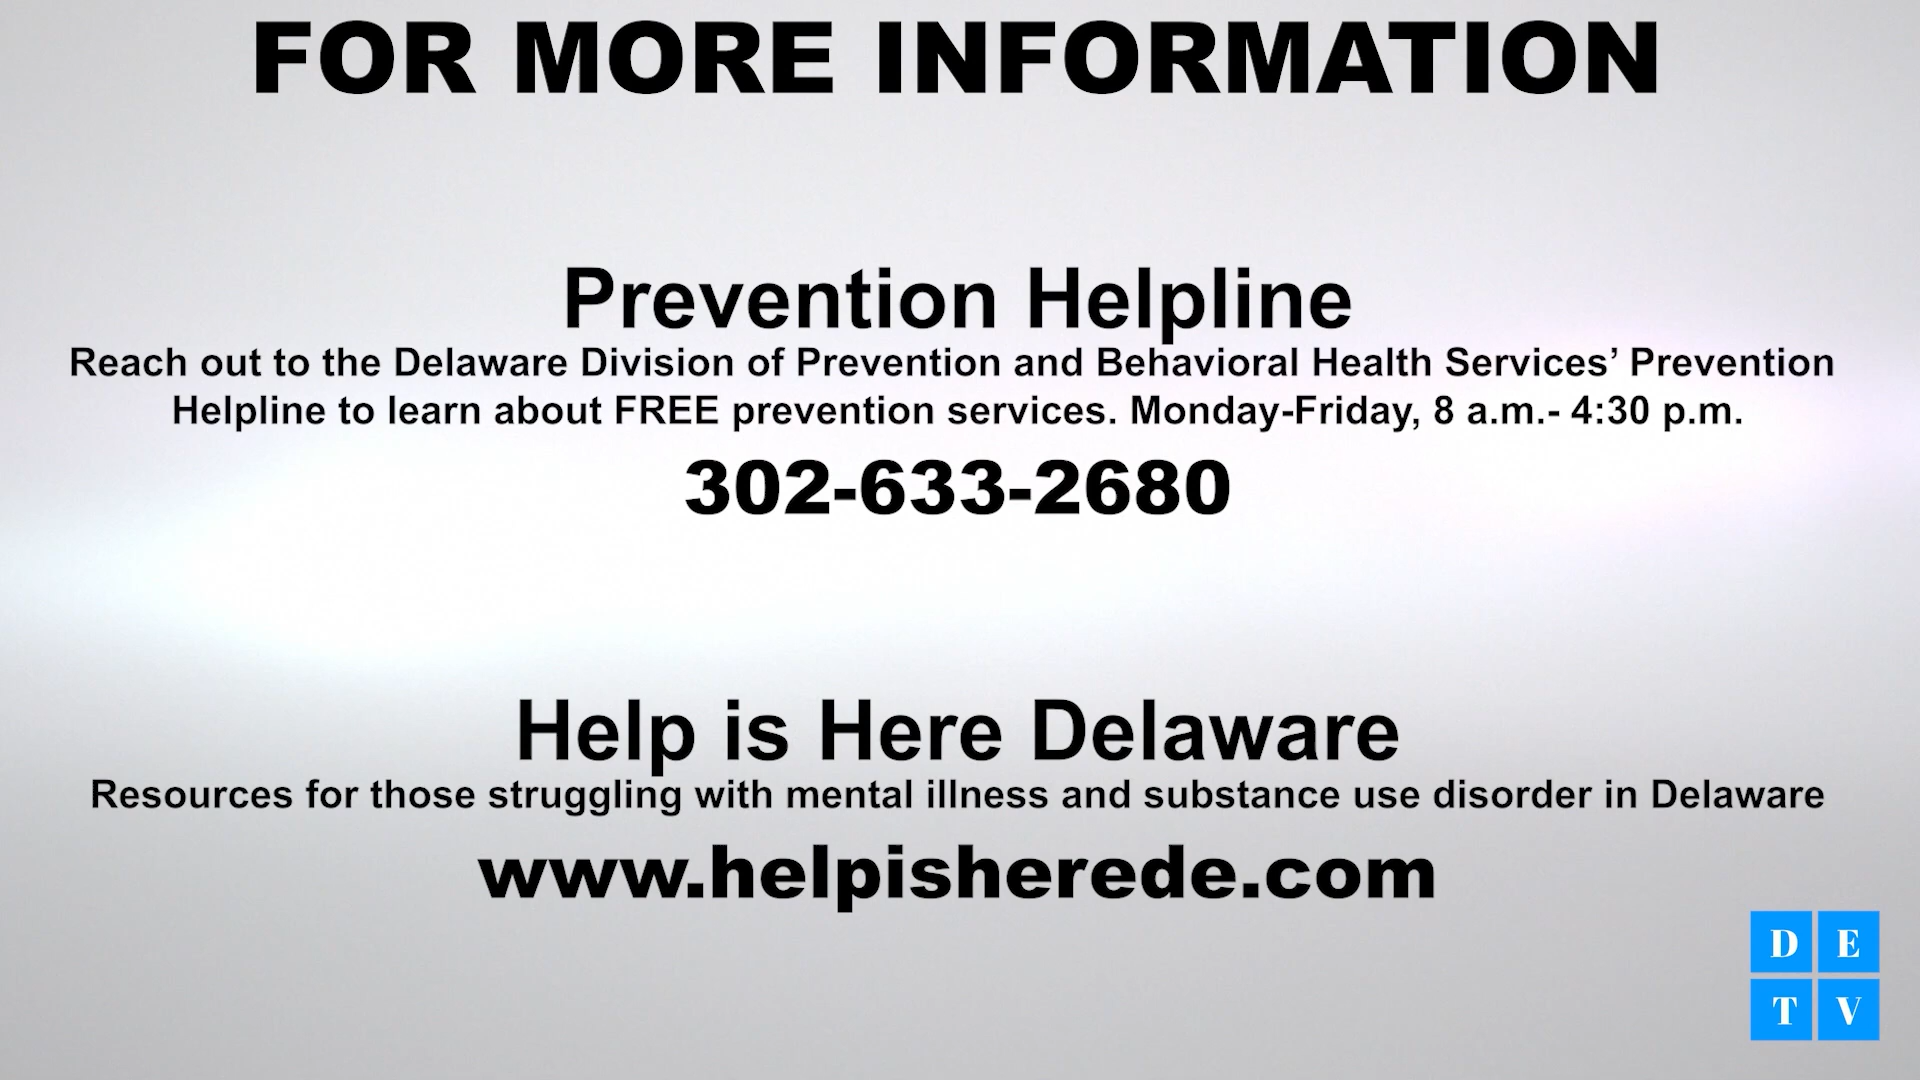 FOR MORE INFORMATION
Prevention Helpline
Reach out to the Delaware Division of Prevention and Behavioral Health Services’ Prevention
Helpline to learn about FREE prevention services. Monday-Friday, 8 a.m.- 4:30 p.m.
302-633-2680
Help is Here Delaware
Resources for those struggling with mental illness and substance use disorder in Delaware
www.helpisherede.com
D E
T V